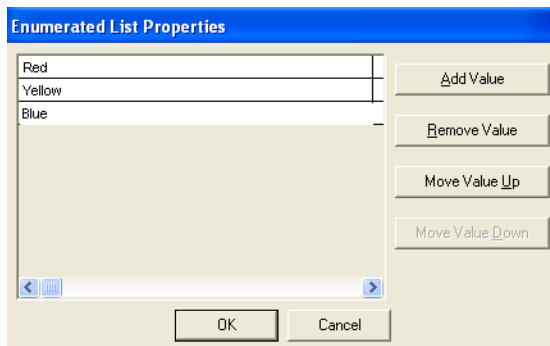 Enumerated List Properties
Red
Yellow
Blue
Add Value
Remove Value
Move Value Up
Move Value Down
OK
Cancel